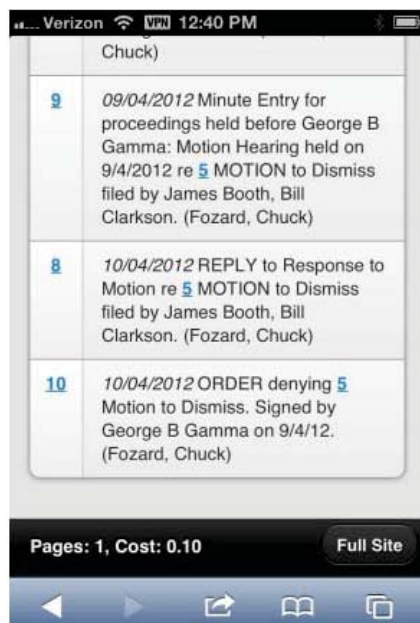 Verizon VPN 12:40 PM
Chuck)
9 09/04/2012 Minute Entry for
proceedings held before George B
Gamma: Motion Hearing held on
9/4/2012 re 5 MOTION to Dismiss
filed by James Booth, Bill
Clarkson. (Fozard, Chuck)
8 10/04/2012 REPLY to Response to
Motion re 5 MOTION to Dismiss
filed by James Booth, Bill
Clarkson. (Fozard, Chuck)
10 10/04/2012 ORDER denying 5
Motion to Dismiss. Signed by
George B Gamma on 9/4/12.
(Fozard, Chuck)
Pages: 1, Cost: 0.10 Full Site